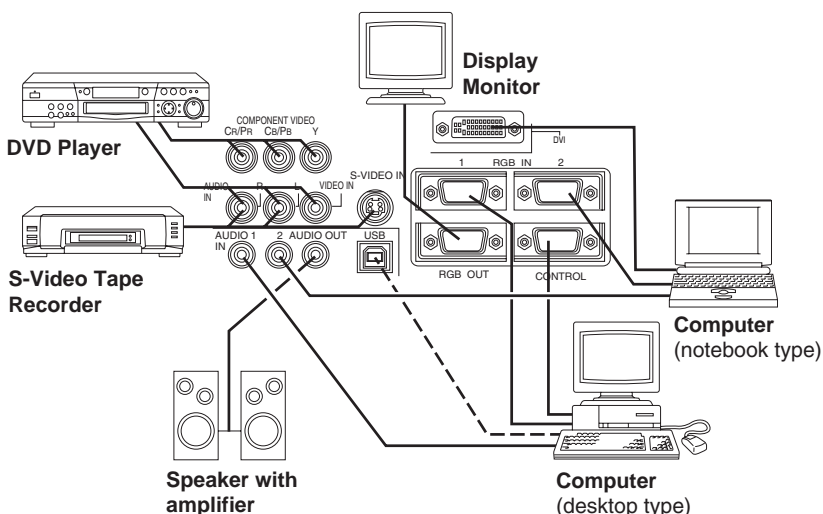 Display
Monitor
COMPONENT VIDEO
CR/PR CB/PB Y
DVI
DVD Player
1 RGB IN 2
S-VIDEO IN
AUDIO IN
R L
VIDEO IN
AUDIO 1 IN
2 AUDIO OUT
USB
RGB OUT
CONTROL
S-Video Tape
Recorder
Computer
(notebook type)
Speaker with
amplifier
Computer
(desktop type)